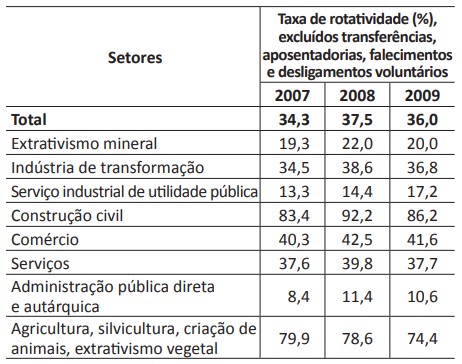 Setores
Taxa de rotatividade (%),
excluídos transferências,
aposentadorias, falecimentos
e desligamentos voluntários
2007 2008 2009
Total 34,3 37,5 36,0
Extrativismo mineral 19,3 22,0 20,0
Indústria de transformação 34,5 38,6 36,8
Serviço industrial de utilidade pública 13,3 14,4 17,2
Construção civil 83,4 92,2 86,2
Comércio 40,3 42,5 41,6
Serviços 37,6 39,8 37,7
Administração pública direta
e autárquica 8,4 11,4 10,6
Agricultura, silvicultura, criação de
animais, extrativismo vegetal 79,9 78,6 74,4